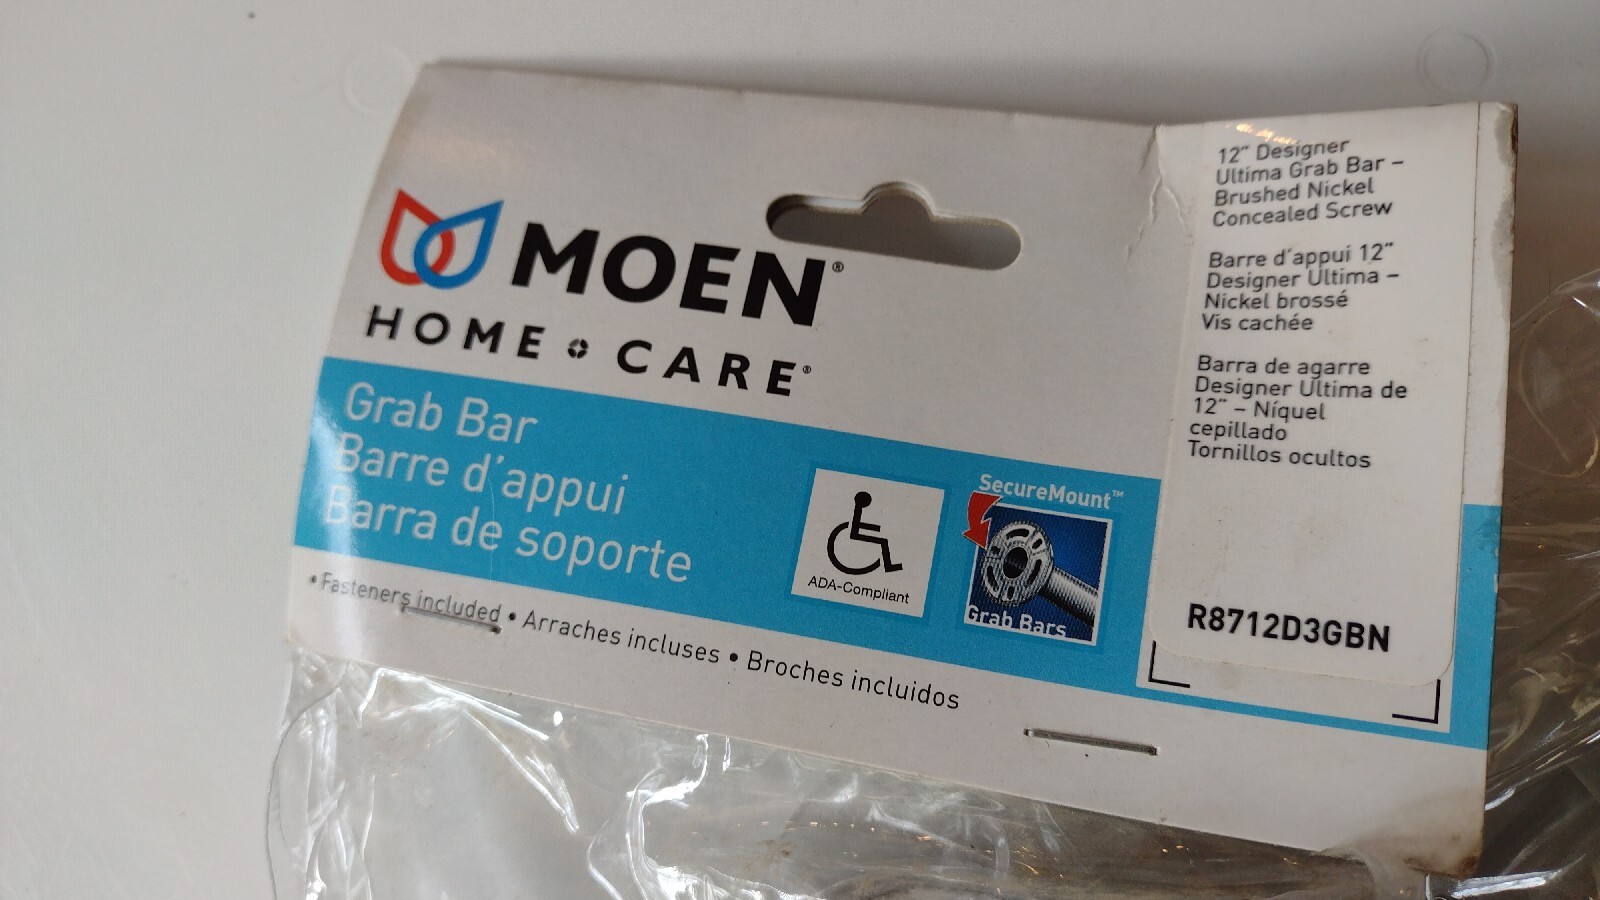 MOEN®
HOME CARE®
Grab Bar
Barre d'appui
Barra de soporte
ADA-Compliant
SecureMount™
Grab Bars
• Fasteners included • Arraches incluses • Broches incluidos
12" Designer
Ultima Grab Bar –
Brushed Nickel
Concealed Screw
Barre d'appui 12"
Designer Ultima –
Nickel brossé
Vis cachée
Barra de agarre
Designer Ultima de
12" – Níquel
cepillado
Tornillos ocultos
R8712D3GBN